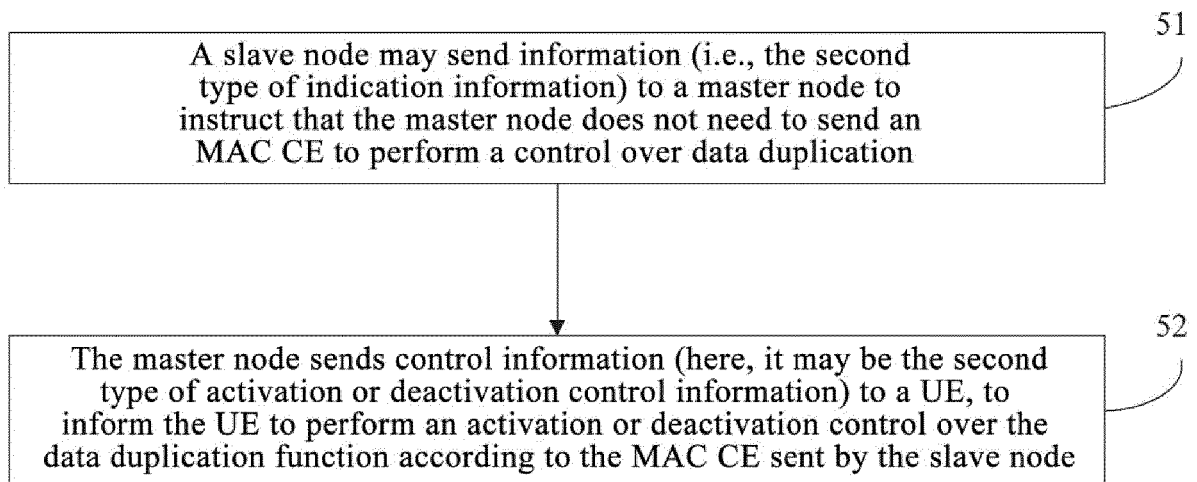 51
A slave node may send information (i.e., the second
type of indication information) to a master node to
instruct that the master node does not need to send an
MAC CE to perform a control over data duplication
52
The master node sends control information (here, it may be the second
type of activation or deactivation control information) to a UE, to
inform the UE to perform an activation or deactivation control over the
data duplication function according to the MAC CE sent by the slave node